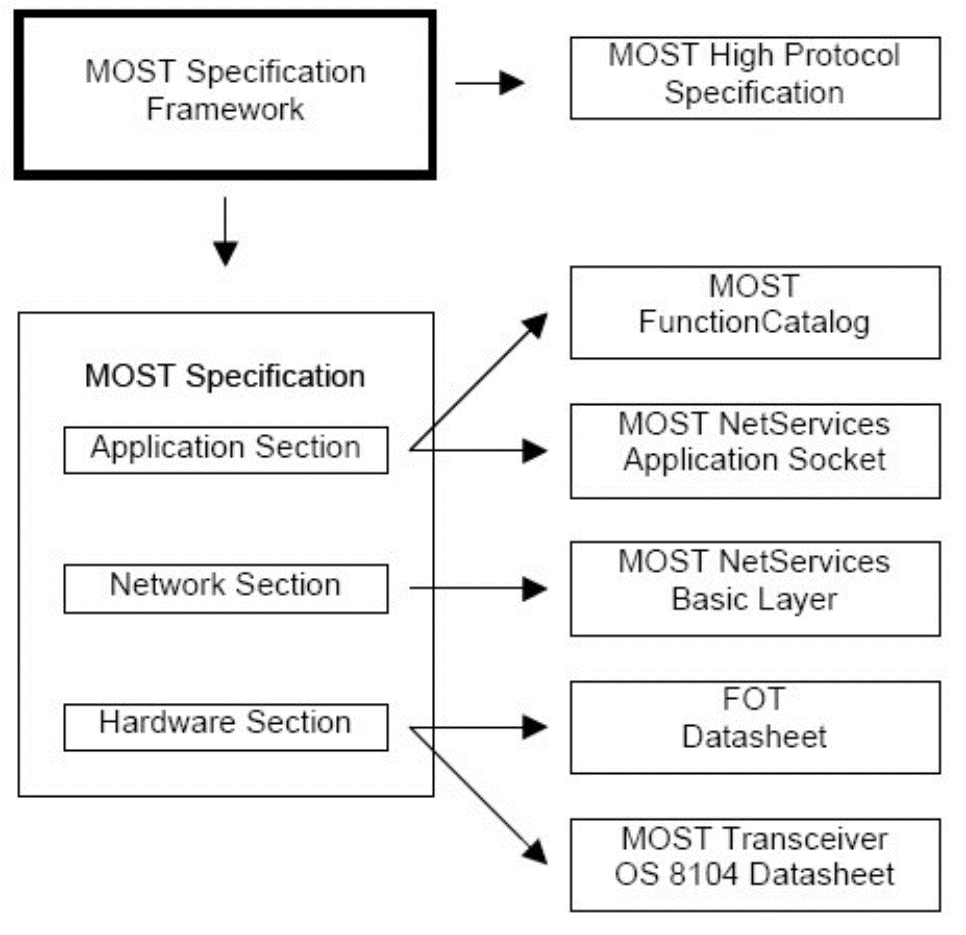 MOST Specification
Framework
MOST High Protocol
Specification
MOST Specification
Application Section
Network Section
Hardware Section
MOST
FunctionCatalog
MOST NetServices
Application Socket
MOST NetServices
Basic Layer
FOT
Datasheet
MOST Transceiver
OS 8104 Datasheet